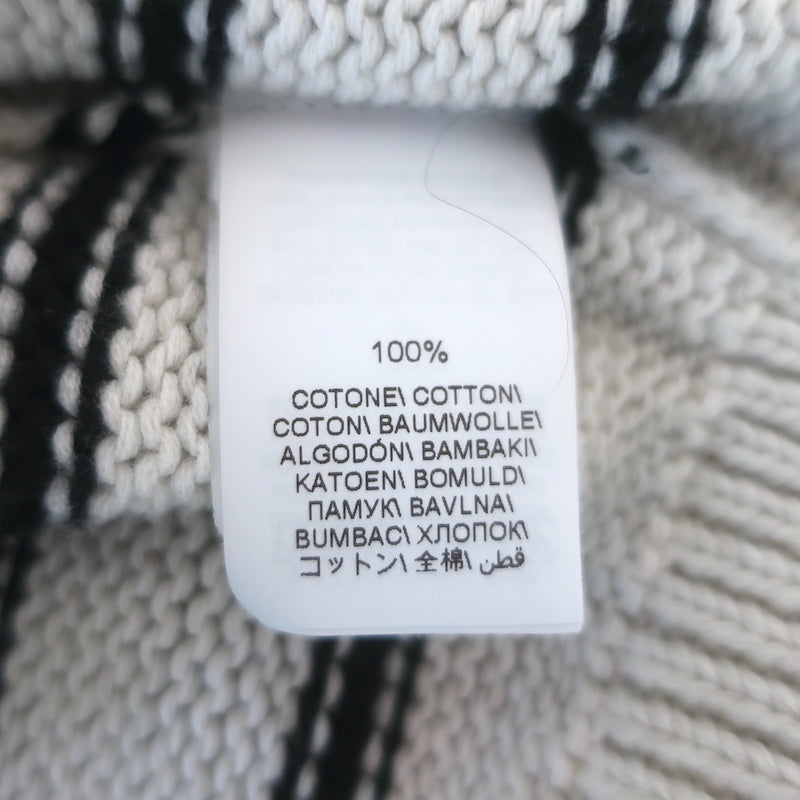 100%
COTONE\ COTTON\
COTON\ BAUMWOLLE\
ALGODÓN\ BAMBAKI\
KATOEN\ BOMULD\
ПАМУК\ BAVLNA\
BUMBAC\ ХЛОПОК\
コットン\ 全棉\ قطن